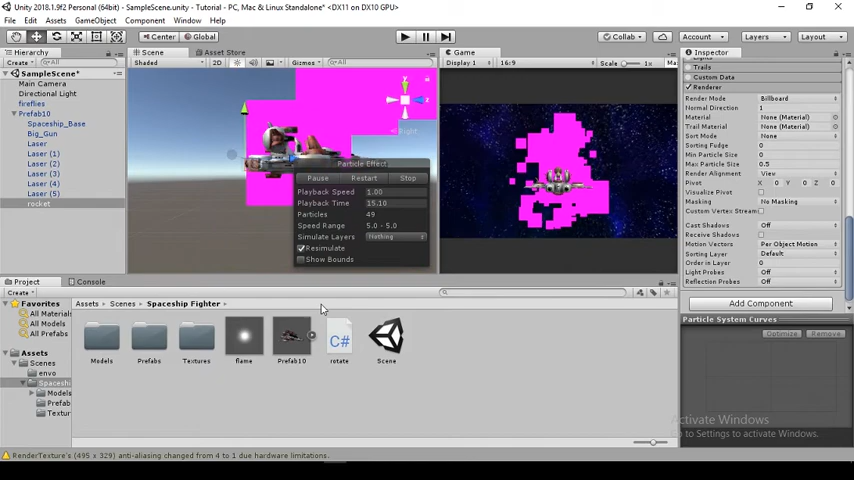 Unity 2018.1.9f2 Personal (64bit) - SampleScene.unity - Tutorial - PC, Mac & Linux Standalone* <DX11 on DX10 GPU>
File Edit Assets GameObject Component Window Help
Center Global Collab Account Layers Layout
Hierarchy Scene Asset Store Game Inspector
Create All Shaded 2D Gizmos All Display 1 16:9 Scale 1x
SampleScene*
Main Camera
Directional Light
fireflies
Prefab10
Spaceship_Base
Big_Gun
Laser
Laser (1)
Laser (2)
Laser (3)
Laser (4)
Laser (5)
rocket
y
z
Right
Particle Effect
Pause Restart Stop
Playback Speed 1.00
Playback Time 15.10
Particles 49
Speed Range 5.0 - 5.0
Simulate Layers Nothing
Resimulate
Show Bounds
Lights
Trails
Custom Data
Renderer
Render Mode Billboard
Normal Direction 1
Material None (Material)
Trail Material None (Material)
Sort Mode None
Sorting Fudge 0
Min Particle Size 0
Max Particle Size 0.5
Render Alignment View
Pivot X 0 Y 0 Z 0
Visualize Pivot
Masking No Masking
Custom Vertex Stream
Cast Shadows Off
Receive Shadows
Motion Vectors Per Object Motion
Sorting Layer Default
Order in Layer 0
Light Probes Off
Reflection Probes Off
Add Component
Particle System Curves
Optimize Remove
Project Console
Create
Favorites
All Materials
All Models
All Prefabs
Assets
Scenes
envo
Spaceship
Models
Prefab
Textur
Assets Scenes Spaceship Fighter
C#
Models Prefabs Textures flame Prefab10 rotate Scene
Activate Windows
Go to Settings to activate Windows.
RenderTexture's (495 x 329) anti-aliasing changed from 4 to 1 due hardware limitations.